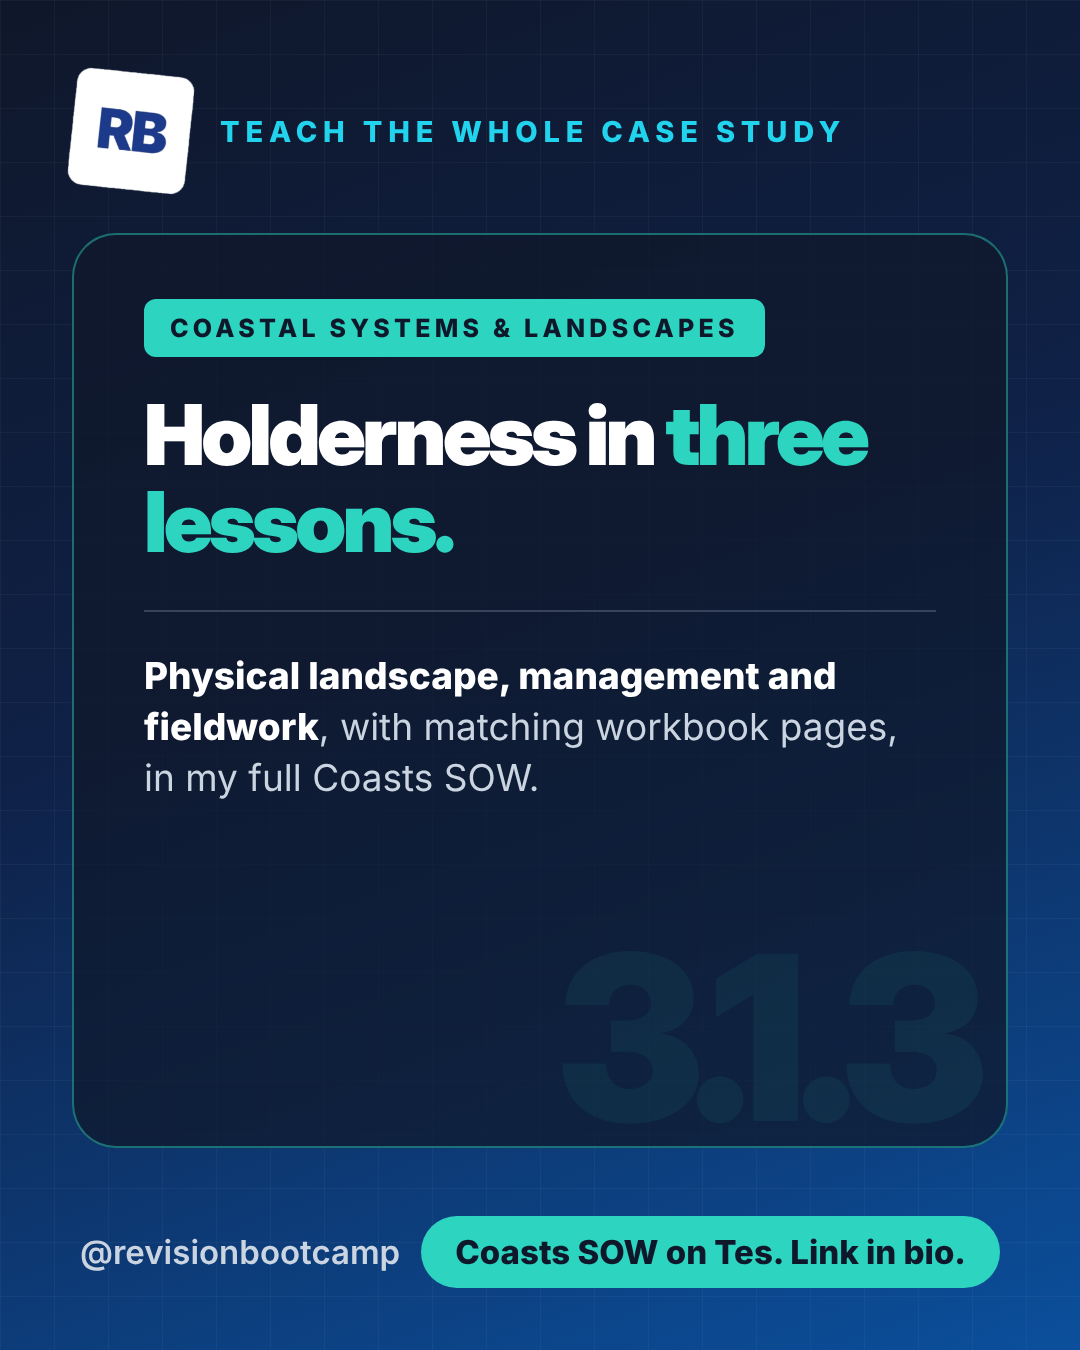 RB
TEACH THE WHOLE CASE STUDY
COASTAL SYSTEMS & LANDSCAPES
Holderness in three
lessons.
Physical landscape, management and
fieldwork, with matching workbook pages,
in my full Coasts SOW.
3.1.3
@revisionbootcamp
Coasts SOW on Tes. Link in bio.